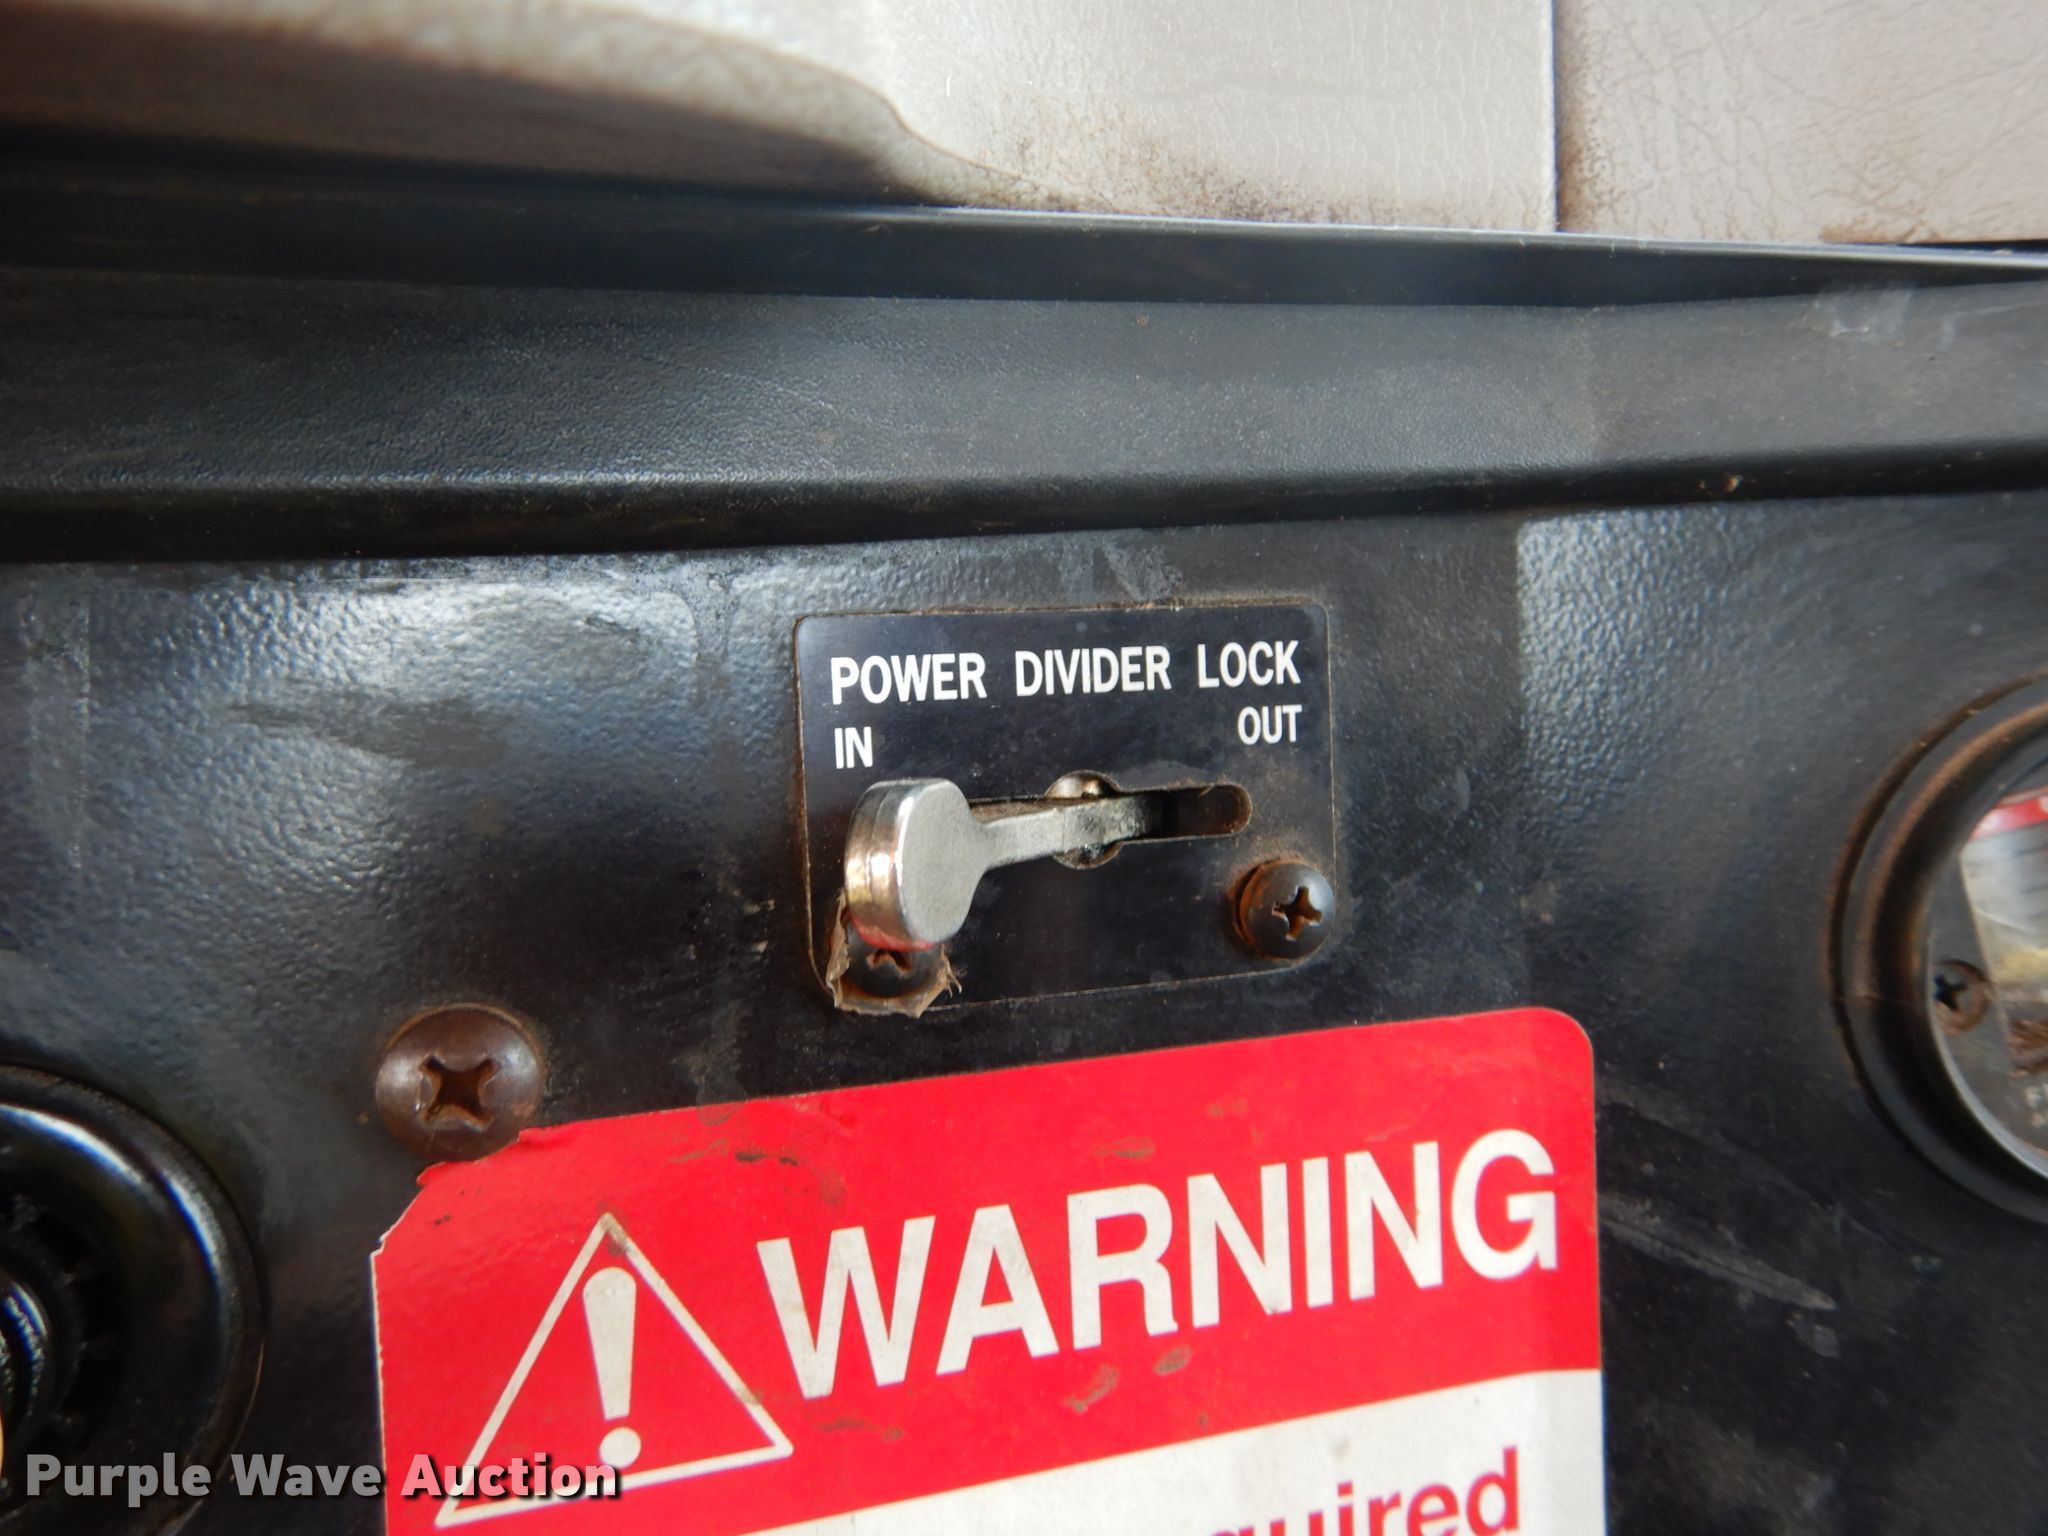 POWER DIVIDER LOCK
IN OUT
WARNING
Purple Wave Auction